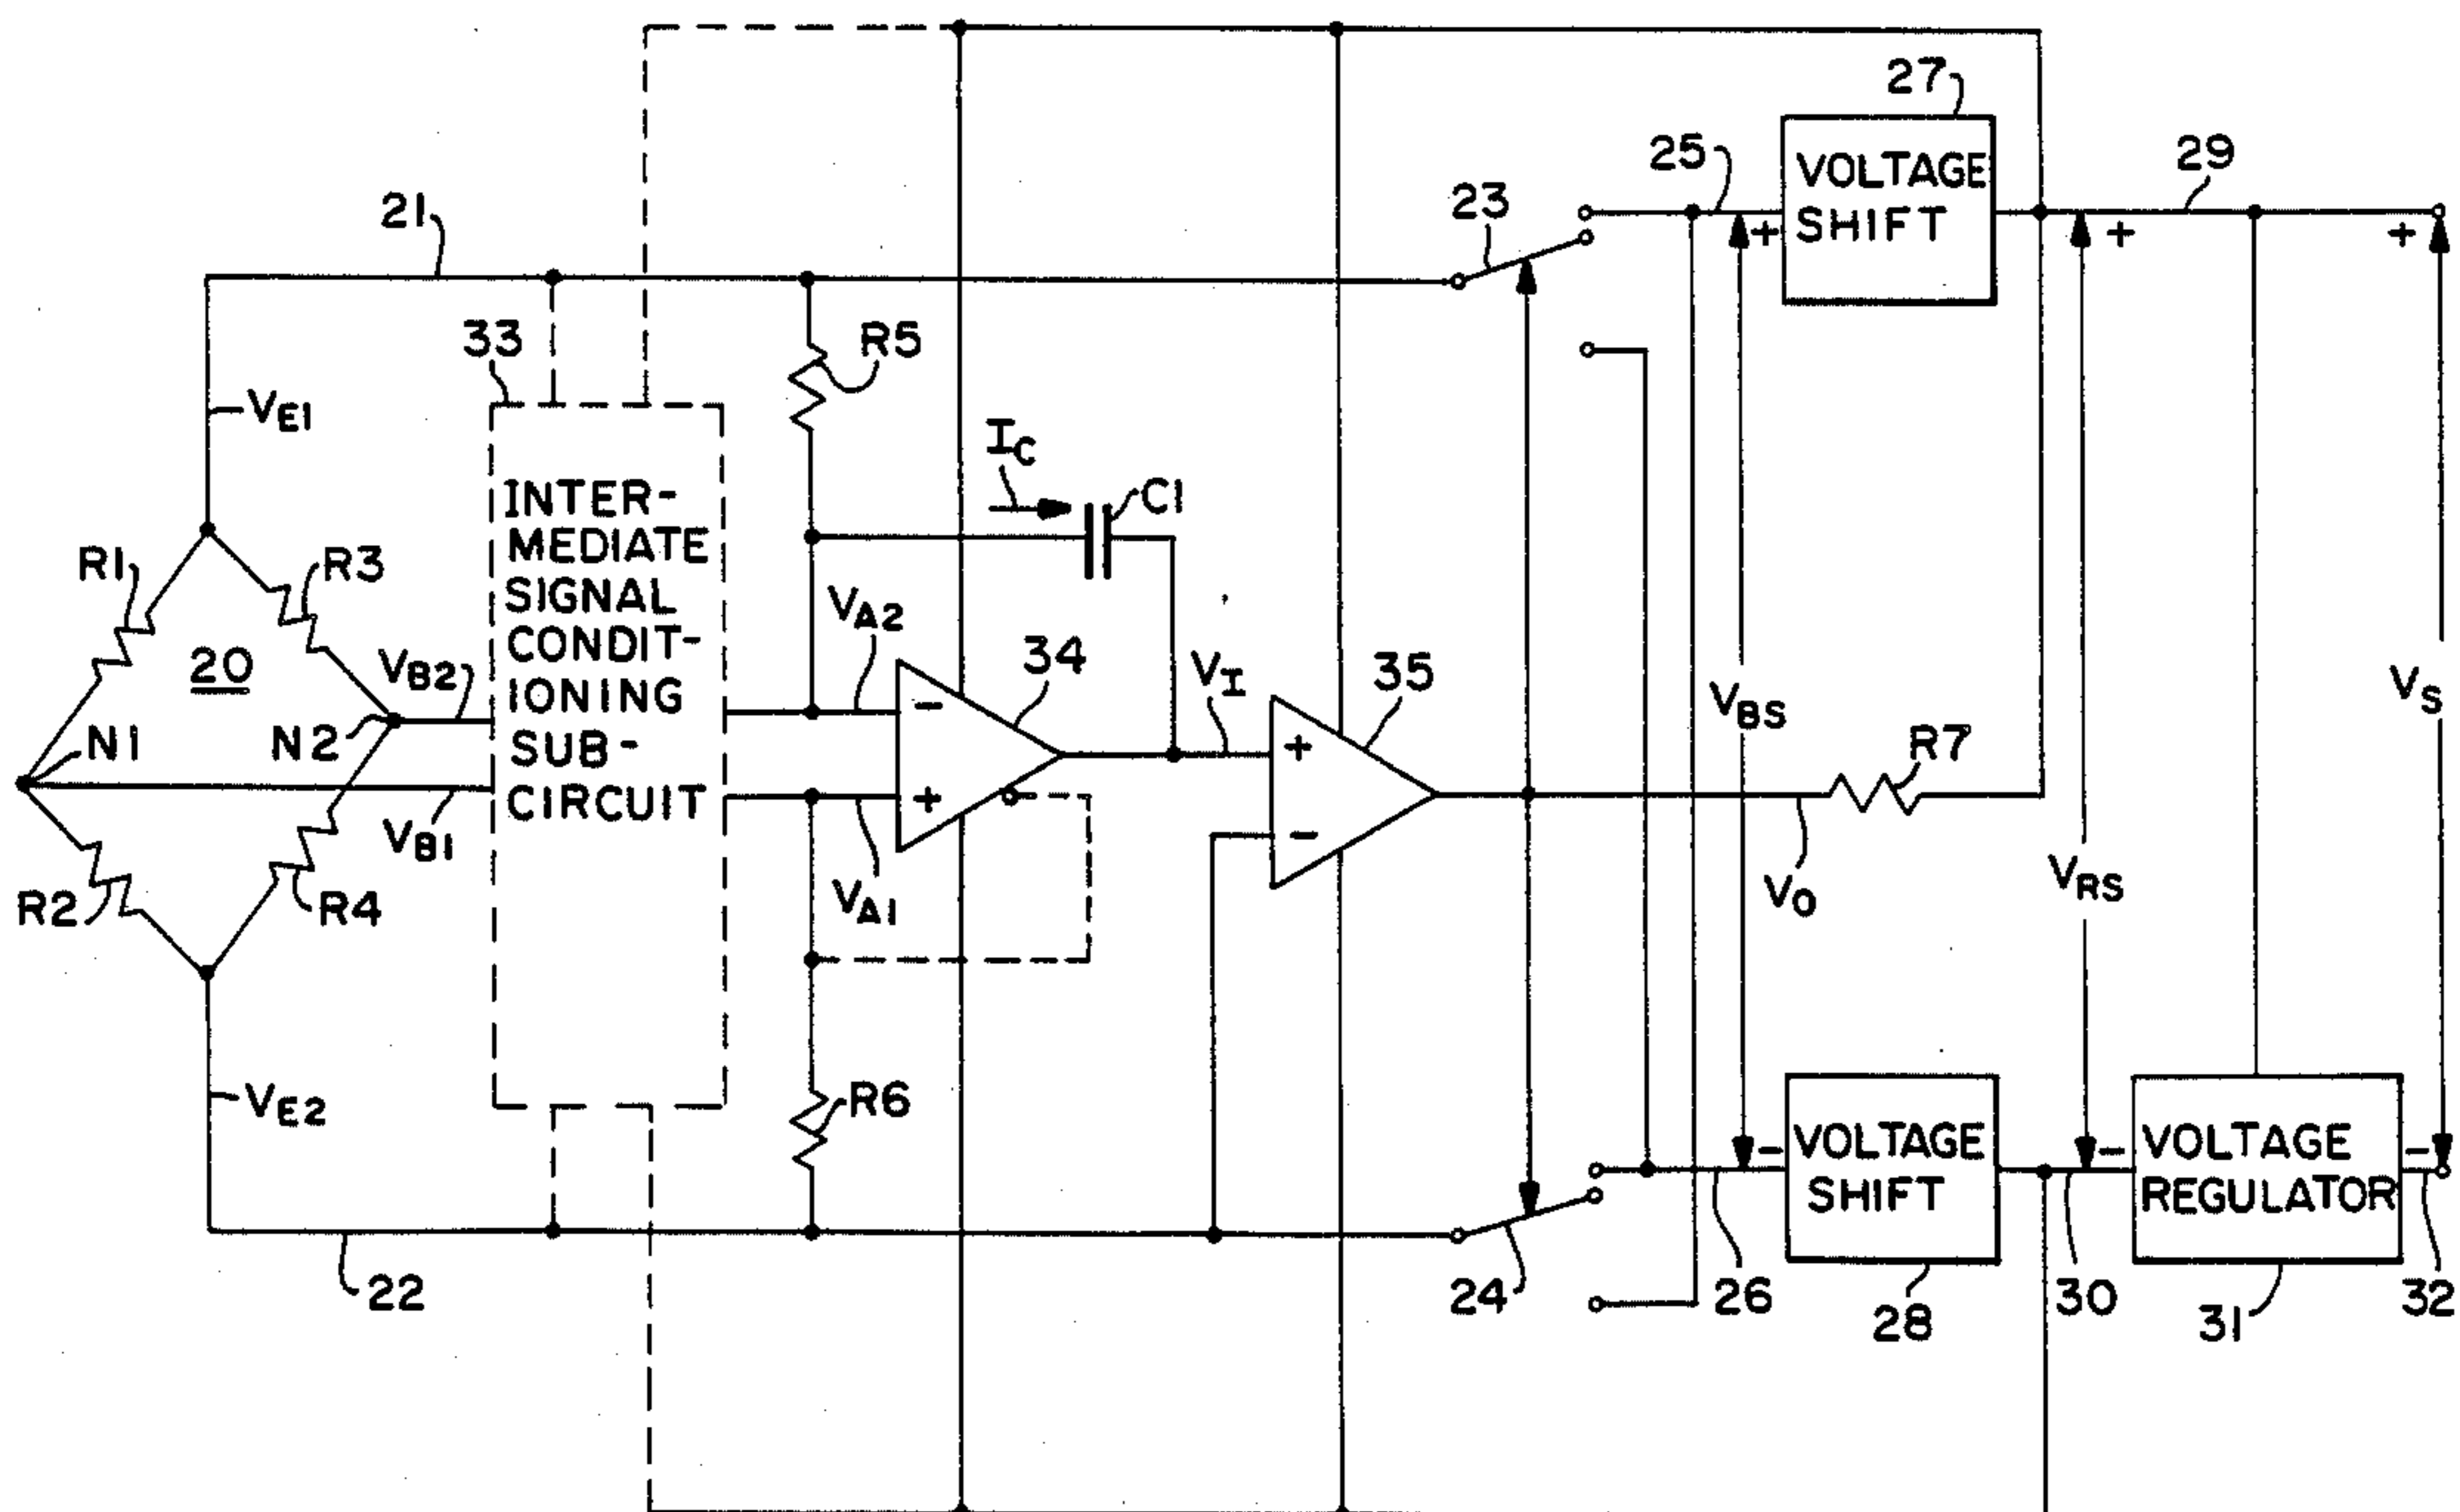 27
25
VOLTAGE
SHIFT
29
23
21
+
+
+
33
R5
VE1
IC
C1
INTER-
MEDIATE
SIGNAL
CONDIT-
IONING
SUB-
CIRCUIT
R1
R3
20
VB2
VA2
34
VI
35
VBS
VS
N1
N2
-
+
+
-
R7
VB1
VA1
VO
VRS
R2
R4
VE2
R6
-
VOLTAGE
SHIFT
-
VOLTAGE
REGULATOR
-
22
24
26
28
30
31
32